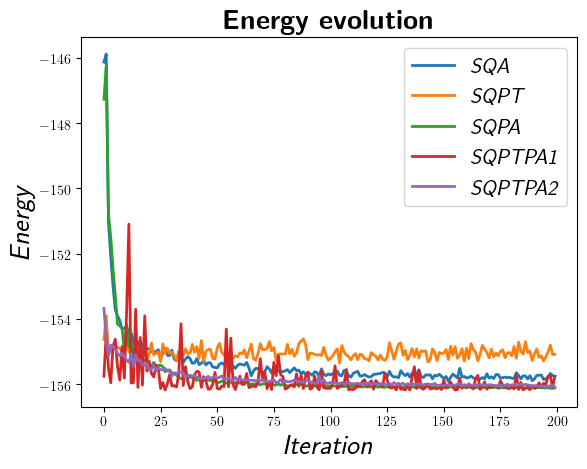 Energy evolution
Energy
−146
−148
−150
−152
−154
−156
SQA
SQPT
SQPA
SQPTPA1
SQPTPA2
0 25 50 75 100 125 150 175 200
Iteration